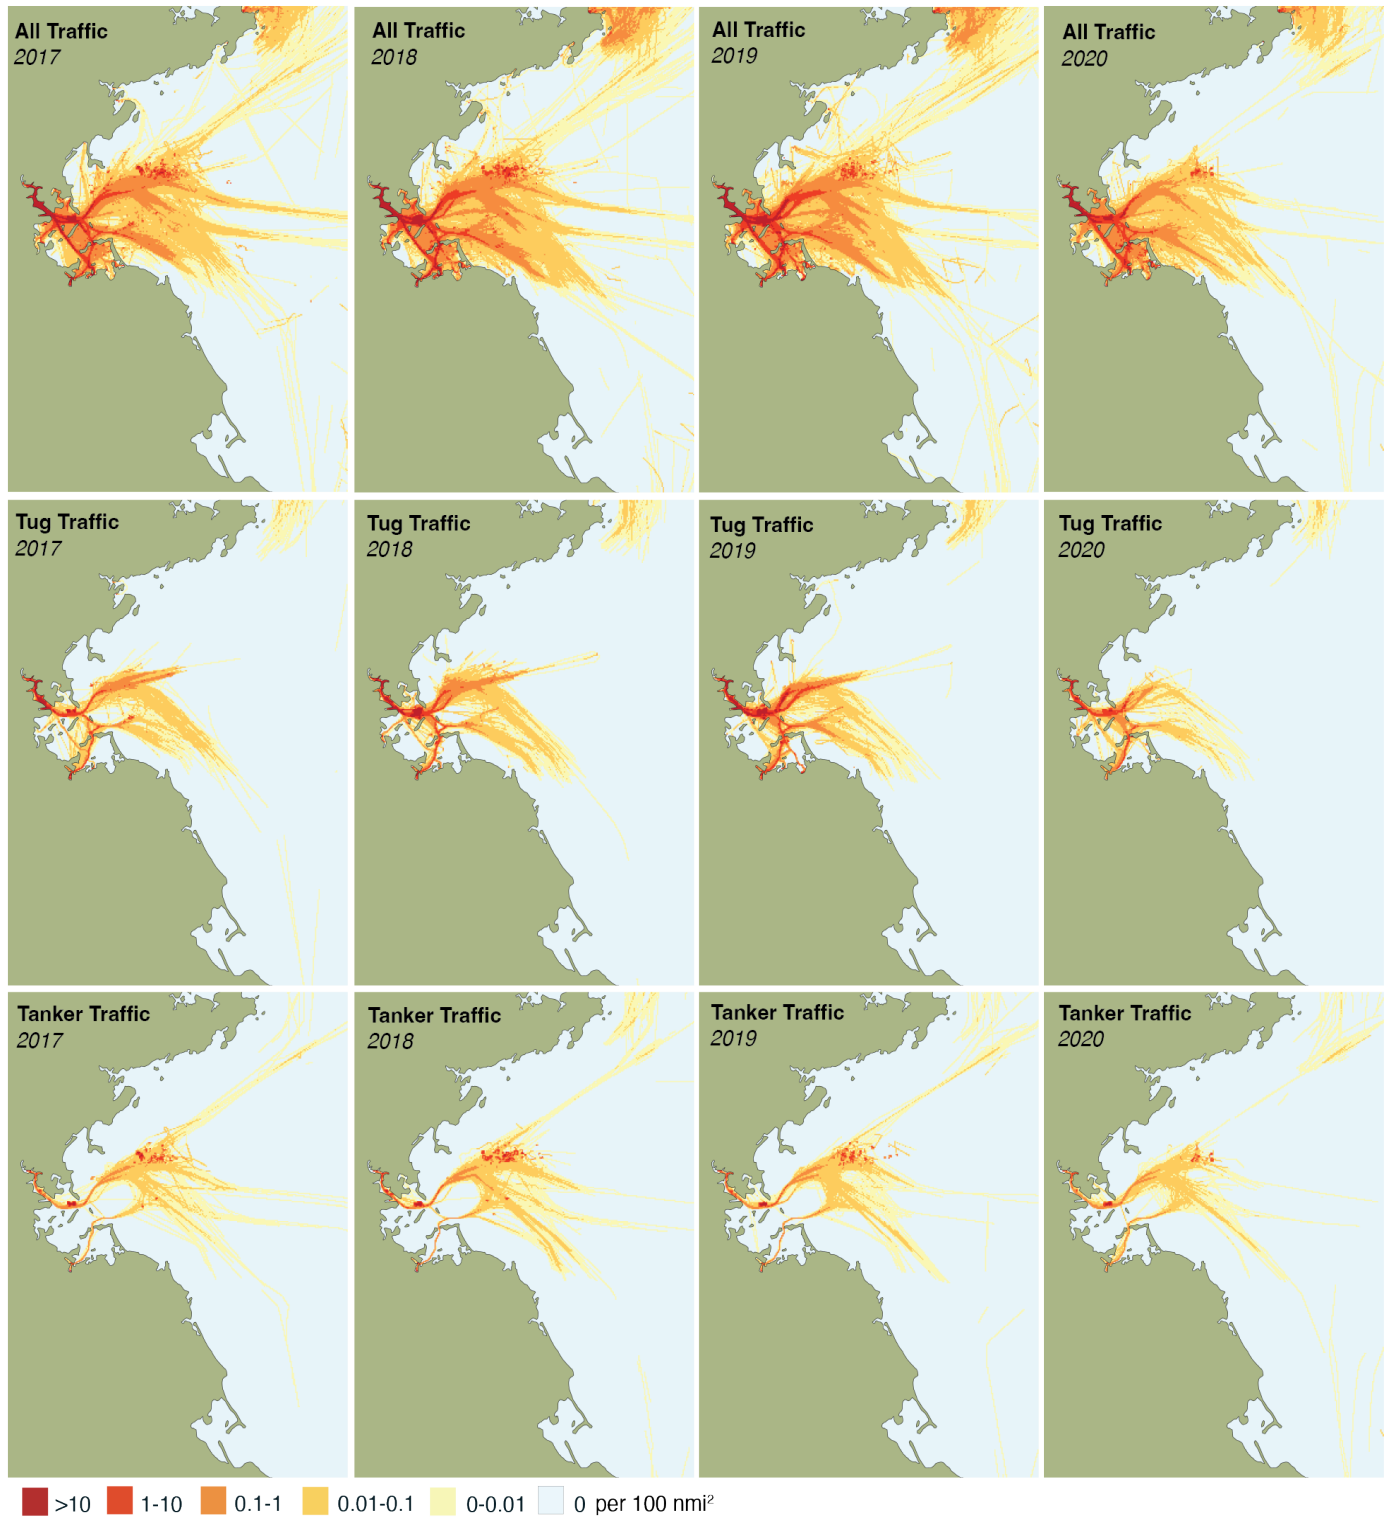 All Traffic
2017
All Traffic
2018
All Traffic
2019
All Traffic
2020
Tug Traffic
2017
Tug Traffic
2018
Tug Traffic
2019
Tug Traffic
2020
Tanker Traffic
2017
Tanker Traffic
2018
Tanker Traffic
2019
Tanker Traffic
2020
>10 1-10 0.1-1 0.01-0.1 0-0.01 0 per 100 nmi²